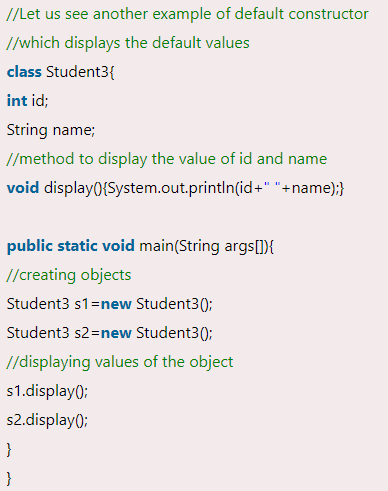 //Let us see another example of default constructor
//which displays the default values
class Student3{
int id;
String name;
//method to display the value of id and name
void display(){System.out.println(id+" "+name);}
public static void main(String args[]){
//creating objects
Student3 s1=new Student3();
Student3 s2=new Student3();
//displaying values of the object
s1.display();
s2.display();
}
}